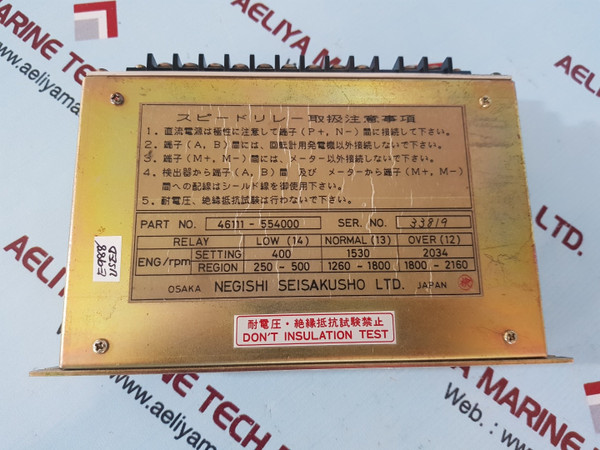 スピードリレー取扱注意事項
1. 直流電源は極性に注意して端子(P+, N-)間に接続して下さい。
2. 端子(A, B)間には、回転計用発電機以外接続しないで下さい。
3. 端子(M+, M-)間には、メーター以外接続しないで下さい。
4. 検出器から端子(A, B)間 及び メーターから端子(M+, M-)
間への配線はシールド線を御使用下さい。
5. 耐電圧、絶縁抵抗試験は行わないで下さい。
PART NO. 46111-554000 SER. NO. 33819
RELAY LOW (14) NORMAL (13) OVER (12)
ENG/rpm SETTING 400 1530 2034
REGION 250 - 500 1260 - 1800 1800 - 2160
OSAKA NEGISHI SEISAKUSHO LTD. JAPAN
耐電圧・絶縁抵抗試験禁止
DON'T INSULATION TEST
USED
AELIYA MARINE TECH
www.aeliyamarine